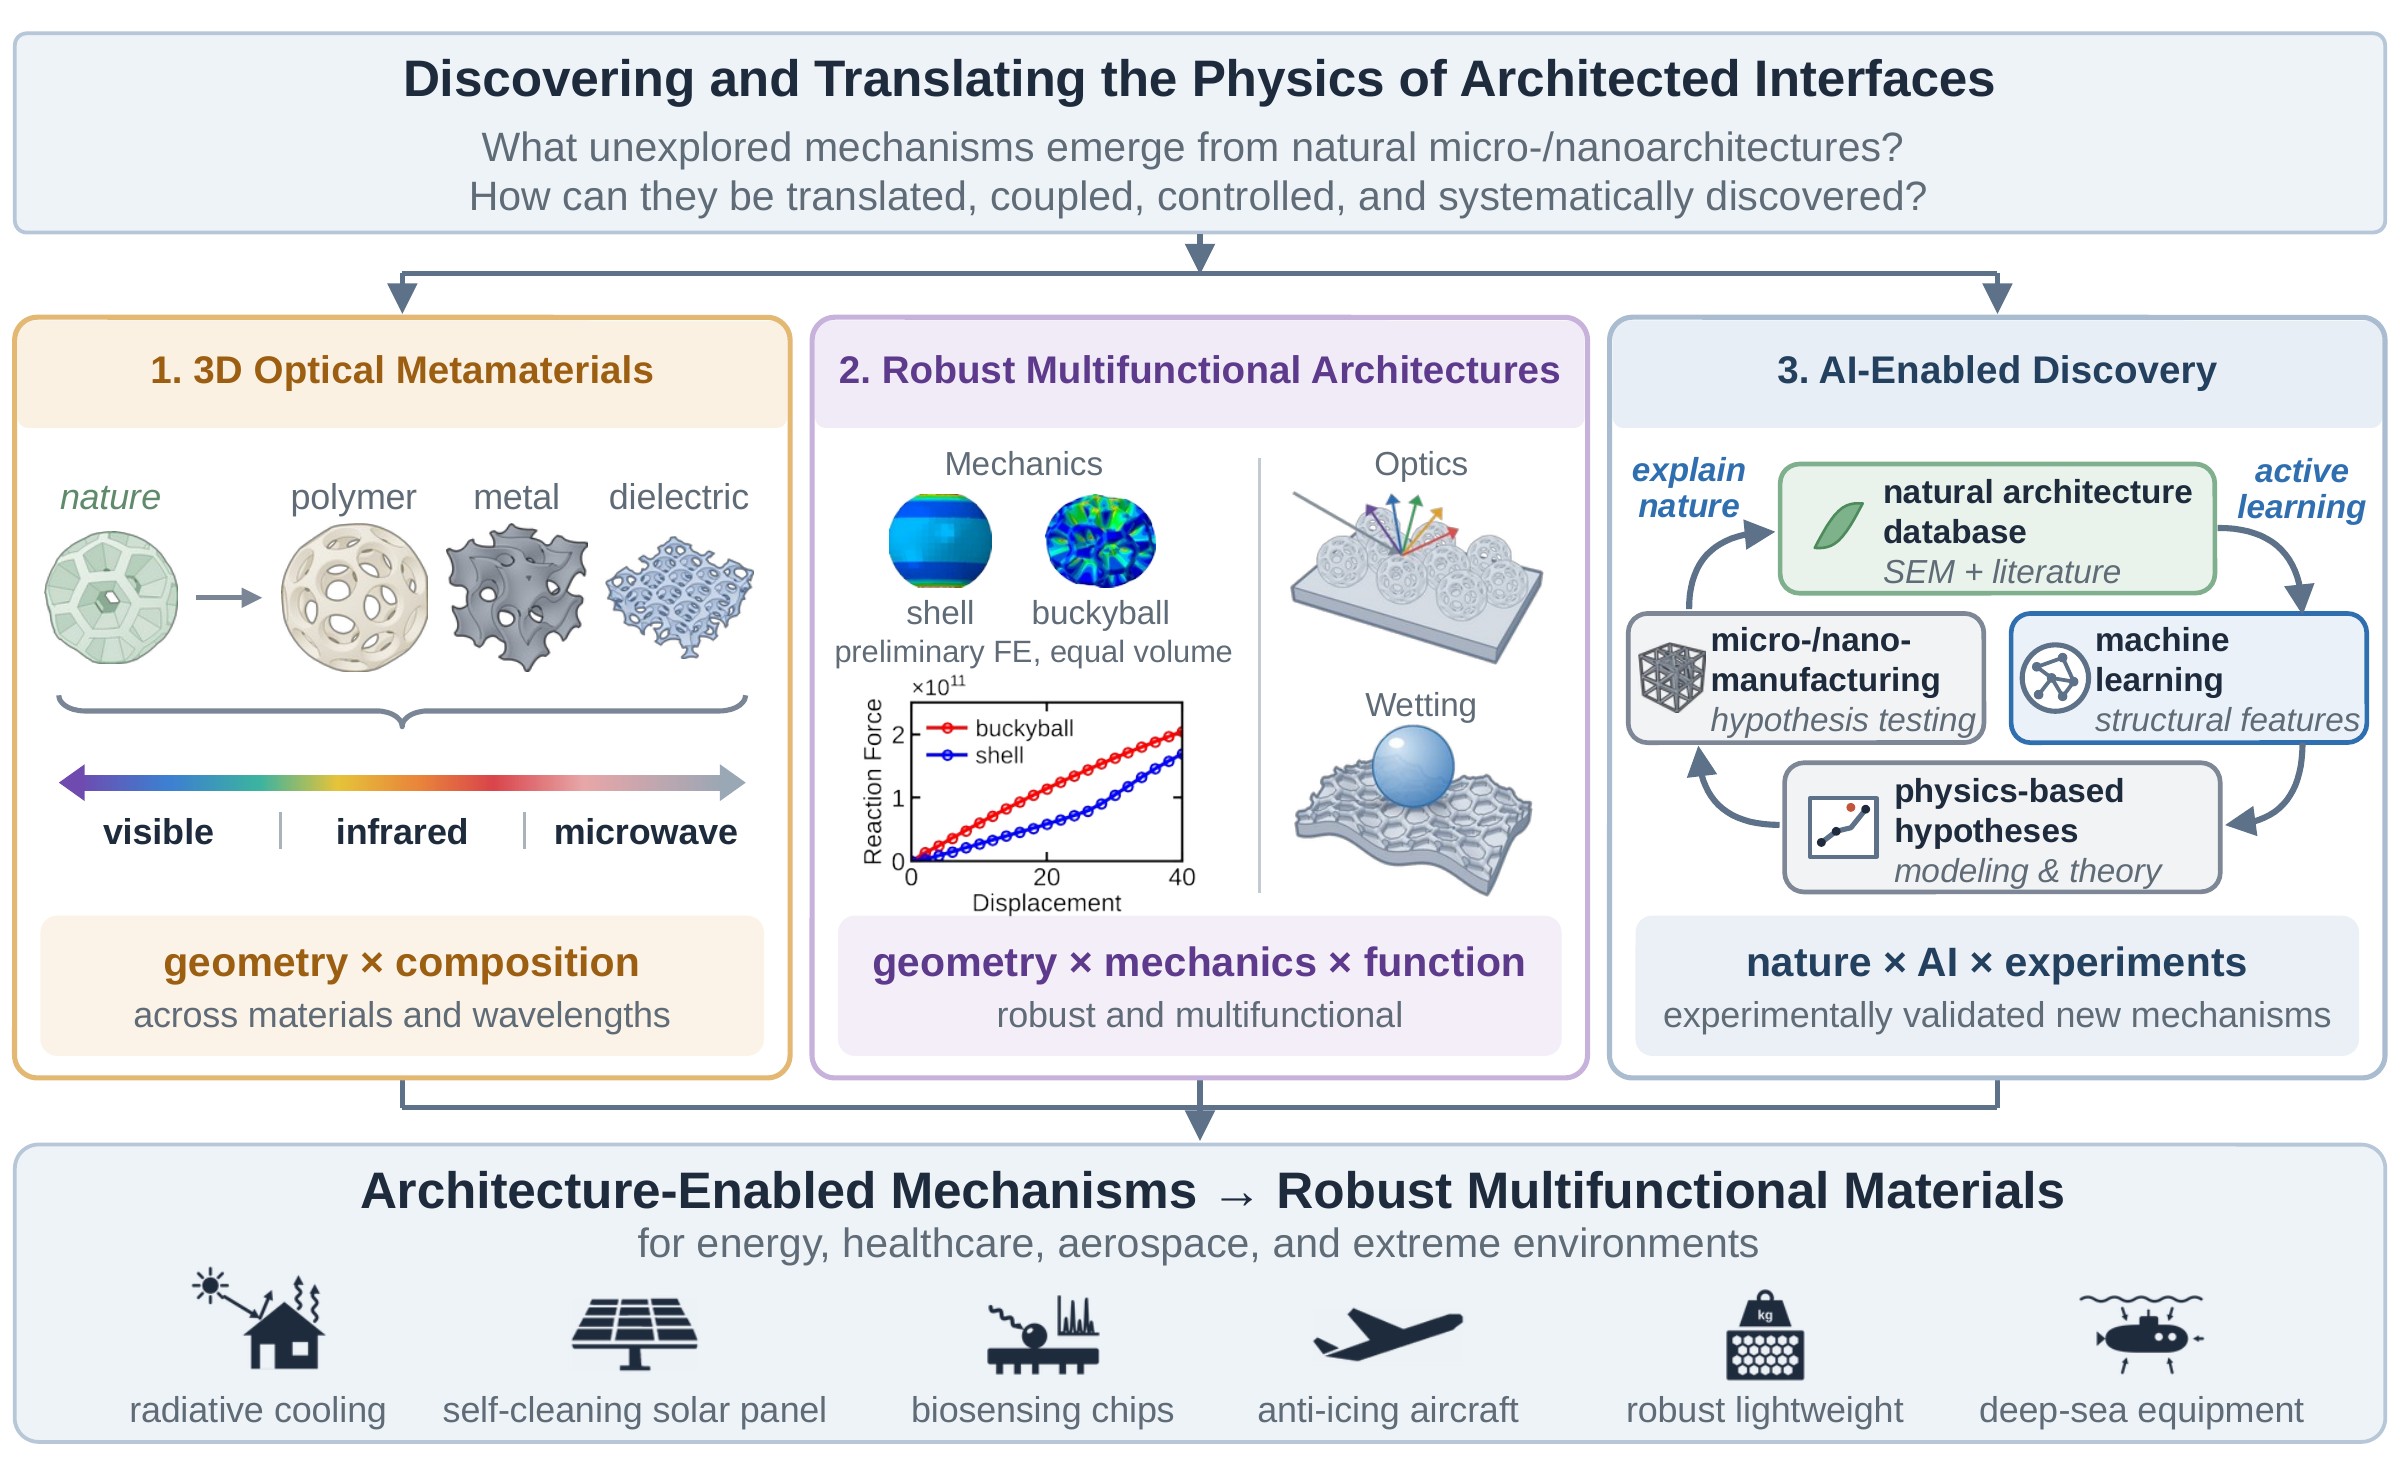 Discovering and Translating the Physics of Architected Interfaces
What unexplored mechanisms emerge from natural micro-/nanoarchitectures?
How can they be translated, coupled, controlled, and systematically discovered?
1. 3D Optical Metamaterials
nature
polymer
metal
dielectric
visible
infrared
microwave
geometry × composition
across materials and wavelengths
2. Robust Multifunctional Architectures
Mechanics
shell
buckyball
preliminary FE, equal volume
×10¹¹
Reaction Force
2
1
0
buckyball
shell
0
20
40
Displacement
Optics
Wetting
geometry × mechanics × function
robust and multifunctional
3. AI-Enabled Discovery
explain
nature
active
learning
natural architecture
database
SEM + literature
micro-/nano-
manufacturing
hypothesis testing
machine
learning
structural features
physics-based
hypotheses
modeling & theory
nature × AI × experiments
experimentally validated new mechanisms
Architecture-Enabled Mechanisms → Robust Multifunctional Materials
for energy, healthcare, aerospace, and extreme environments
radiative cooling
self-cleaning solar panel
biosensing chips
anti-icing aircraft
kg
robust lightweight
deep-sea equipment